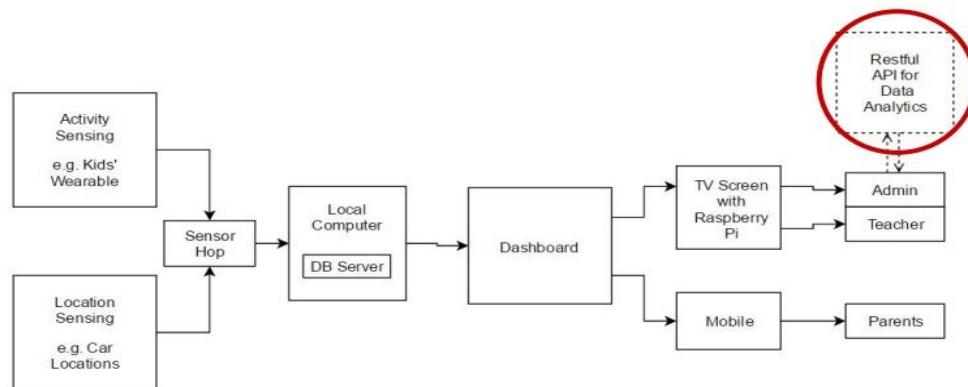 Restful
API for
Data
Analytics
Activity
Sensing
e.g. Kids'
Wearable
Sensor
Hop
Location
Sensing
e.g. Car
Locations
Local
Computer
DB Server
Dashboard
TV Screen
with
Raspberry
Pi
Admin
Teacher
Mobile
Parents